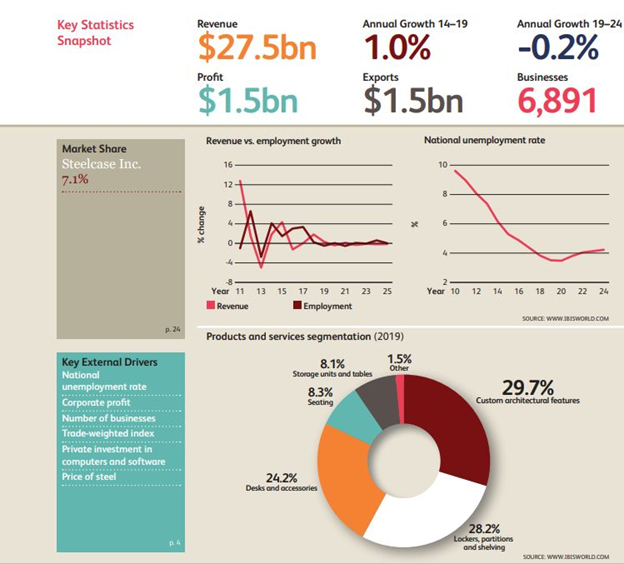 Key Statistics
Snapshot
Revenue
$27.5bn
Annual Growth 14–19
1.0%
Annual Growth 19–24
-0.2%
Profit
$1.5bn
Exports
$1.5bn
Businesses
6,891
Market Share
Steelcase Inc.
7.1%
p. 24
Revenue vs. employment growth
% change
16
12
8
4
0
-4
-8
Year 11 13 15 17 19 21 23 25
Revenue
Employment
National unemployment rate
%
10
8
6
4
2
Year 10 12 14 16 18 20 22 24
SOURCE: WWW.IBISWORLD.COM
Key External Drivers
National
unemployment rate
Corporate profit
Number of businesses
Trade-weighted index
Private investment in
computers and software
Price of steel
p. 4
Products and services segmentation (2019)
1.5%
Other
8.1%
Storage units and tables
8.3%
Seating
29.7%
Custom architectural features
24.2%
Desks and accessories
28.2%
Lockers, partitions
and shelving
SOURCE: WWW.IBISWORLD.COM